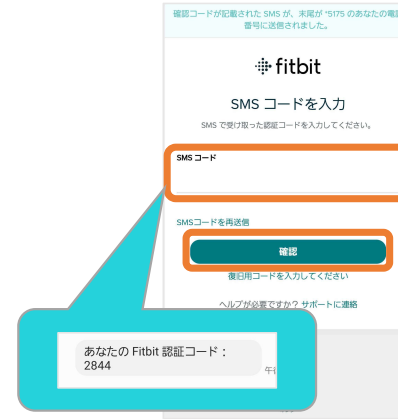 確認コードが記載された SMS が、末尾が *5175 のあなたの電話
番号に送信されました。
fitbit
SMS コードを入力
SMS で受け取った認証コードを入力してください。
SMS コード
SMSコードを再送信
確認
復旧用コードを入力してください
ヘルプが必要ですか? サポートに連絡
あなたの Fitbit 認証コード：
2844